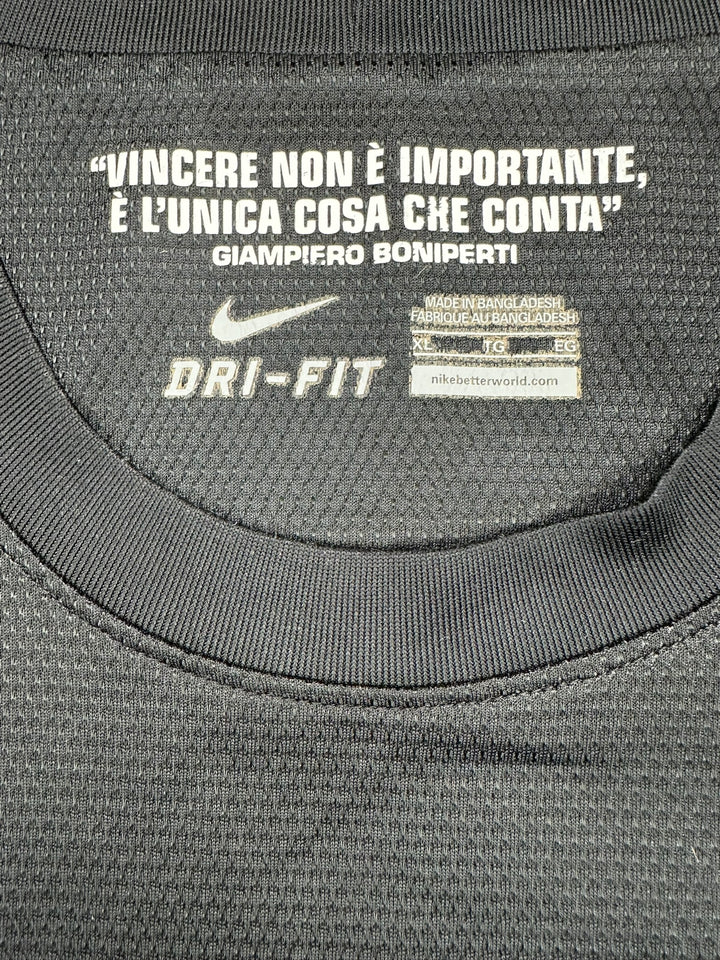 “VINCERE NON È IMPORTANTE,
È L’UNICA COSA CHE CONTA”
GIAMPIERO BONIPERTI
DRI-FIT
MADE IN BANGLADESH
FABRIQUE AU BANGLADESH
XL TG EG
nikebetterworld.com